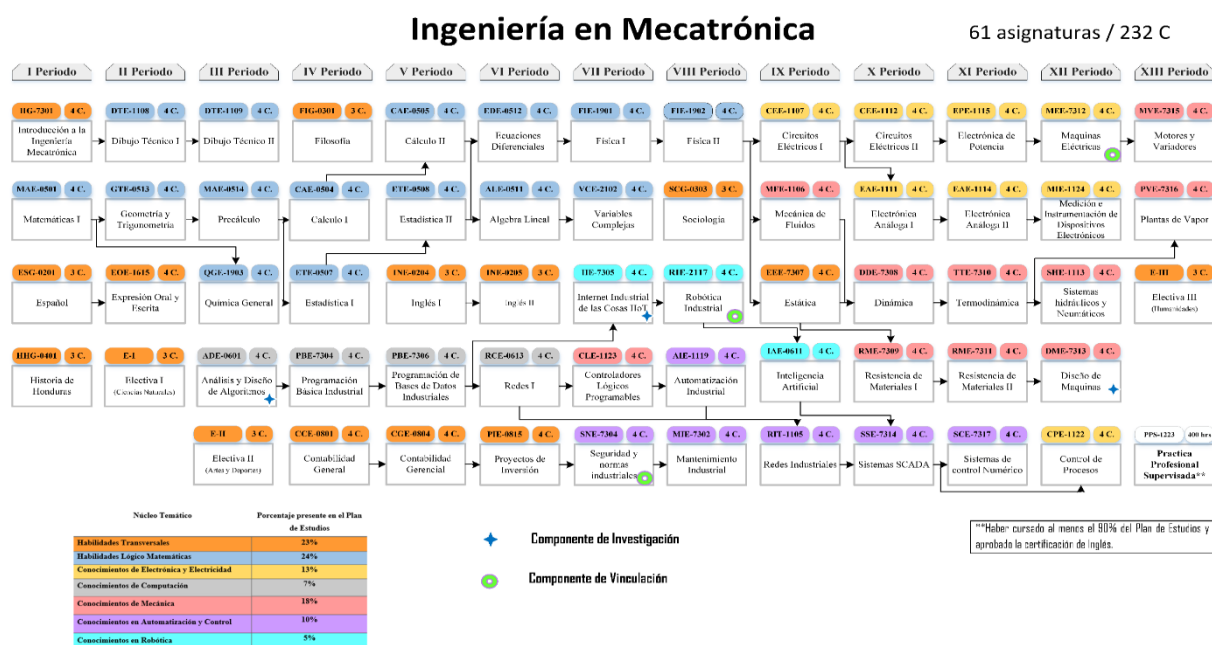 Ingeniería en Mecatrónica
61 asignaturas / 232 C
I Periodo II Periodo III Periodo IV Periodo V Periodo VI Periodo VII Periodo VIII Periodo IX Periodo X Periodo XI Periodo XII Periodo XIII Periodo
IIG-7301 4 C. DTE-1108 4 C. DTE-1109 4 C. FIG-0301 3 C. CAE-0505 4 C. EDE-0512 4 C. FIE-1901 4 C. FIE-1902 4 C. CEE-1107 4 C. CEE-1112 4 C. EPE-1115 4 C. MEE-7312 4 C. MVE-7315 4 C.
Introducción a la Ingeniería Mecatrónica
Dibujo Técnico I
Dibujo Técnico II
Filosofía
Cálculo II
Ecuaciones Diferenciales
Física I
Física II
Circuitos Eléctricos I
Circuitos Eléctricos II
Electrónica de Potencia
Maquinas Eléctricas
Motores y Variadores
MAE-0501 4 C. GTE-0513 4 C. MAE-0514 4 C. CAE-0504 4 C. ETE-0508 4 C. ALE-0511 4 C. VCE-2102 4 C. SCG-0303 3 C. MFE-1106 4 C. EAE-1111 4 C. EAE-1114 4 C. MIE-1124 4 C. PVE-7316 4 C.
Matemáticas I
Geometría y Trigonometría
Precálculo
Calculo I
Estadística II
Algebra Lineal
Variables Complejas
Sociología
Mecánica de Fluidos
Electrónica Análoga I
Electrónica Análoga II
Medición e Instrumentación de Dispositivos Electrónicos
Plantas de Vapor
ESG-0201 3 C. EOE-1615 4 C. QGE-1903 4 C. ETE-0507 4 C. INE-0204 3 C. INE-0205 3 C. IIE-7305 4 C. RIE-2117 4 C. EEE-7307 4 C. DDE-7308 4 C. TTE-7310 4 C. SHE-1113 4 C. E-III 3 C.
Español
Expresión Oral y Escrita
Química General
Estadística I
Inglés I
Inglés II
Internet Industrial de las Cosas IIoT
Robótica Industrial
Estática
Dinámica
Termodinámica
Sistemas hidráulicos y Neumáticos
Electiva III
(Humanidades)
HHG-0401 3 C. E-I 3 C. ADE-0601 4 C. PBE-7304 4 C. PBE-7306 4 C. RCE-0613 4 C. CLE-1123 4 C. AIE-1119 4 C. IAE-0611 4 C. RME-7309 4 C. RME-7311 4 C. DME-7313 4 C.
Historia de Honduras
Electiva I
(Ciencias Naturales)
Análisis y Diseño de Algoritmos
Programación Básica Industrial
Programación de Bases de Datos Industriales
Redes I
Controladores Lógicos Programables
Automatización Industrial
Inteligencia Artificial
Resistencia de Materiales I
Resistencia de Materiales II
Diseño de Maquinas
E-II 3 C. CCE-0801 4 C. CGE-0804 4 C. PIE-0815 4 C. SNE-7304 4 C. MIE-7302 4 C. RIT-1105 4 C. SSE-7314 4 C. SCE-7317 4 C. CPE-1122 4 C. PPS-1223 400 hrs
Electiva II
(Artes y Deportes)
Contabilidad General
Contabilidad Gerencial
Proyectos de Inversión
Seguridad y normas industriales
Mantenimiento Industrial
Redes Industriales
Sistemas SCADA
Sistemas de control Numérico
Control de Procesos
Practica Profesional Supervisada**
Núcleo Temático Porcentaje presente en el Plan de Estudios
Habilidades Transversales 23%
Habilidades Lógico Matemáticas 24%
Conocimientos de Electrónica y Electricidad 13%
Conocimientos de Computación 7%
Conocimientos de Mecánica 18%
Conocimientos en Automatización y Control 10%
Conocimientos en Robótica 5%
Componente de Investigación
Componente de Vinculación
**Haber cursado al menos el 90% del Plan de Estudios y
aprobado la certificación de Inglés.